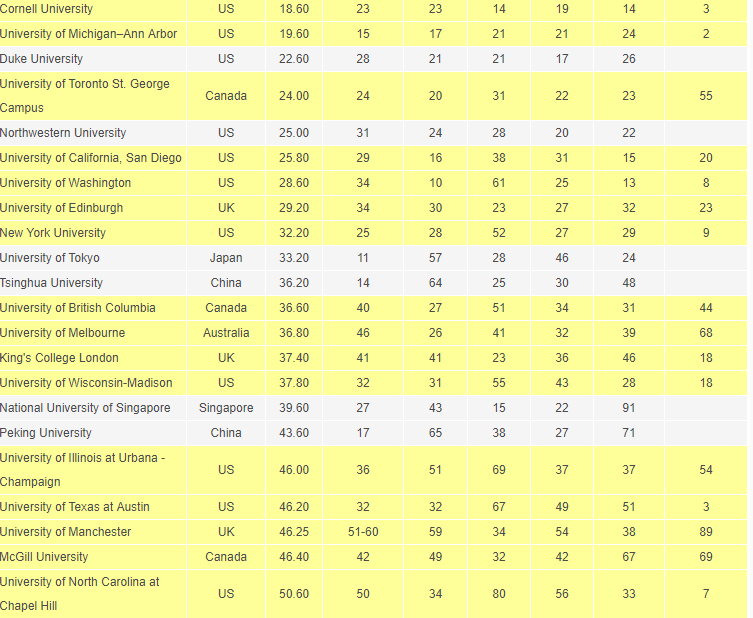 Cornell University US 18.60 23 23 14 19 14 3
University of Michigan–Ann Arbor US 19.60 15 17 21 21 24 2
Duke University US 22.60 28 21 21 17 26
University of Toronto St. George
Campus Canada 24.00 24 20 31 22 23 55
Northwestern University US 25.00 31 24 28 20 22
University of California, San Diego US 25.80 29 16 38 31 15 20
University of Washington US 28.60 34 10 61 25 13 8
University of Edinburgh UK 29.20 34 30 23 27 32 23
New York University US 32.20 25 28 52 27 29 9
University of Tokyo Japan 33.20 11 57 28 46 24
Tsinghua University China 36.20 14 64 25 30 48
University of British Columbia Canada 36.60 40 27 51 34 31 44
University of Melbourne Australia 36.80 46 26 41 32 39 68
King's College London UK 37.40 41 41 23 36 46 18
University of Wisconsin-Madison US 37.80 32 31 55 43 28 18
National University of Singapore Singapore 39.60 27 43 15 22 91
Peking University China 43.60 17 65 38 27 71
University of Illinois at Urbana -
Champaign US 46.00 36 51 69 37 37 54
University of Texas at Austin US 46.20 32 32 67 49 51 3
University of Manchester UK 46.25 51-60 59 34 54 38 89
McGill University Canada 46.40 42 49 32 42 67 69
University of North Carolina at
Chapel Hill US 50.60 50 34 80 56 33 7